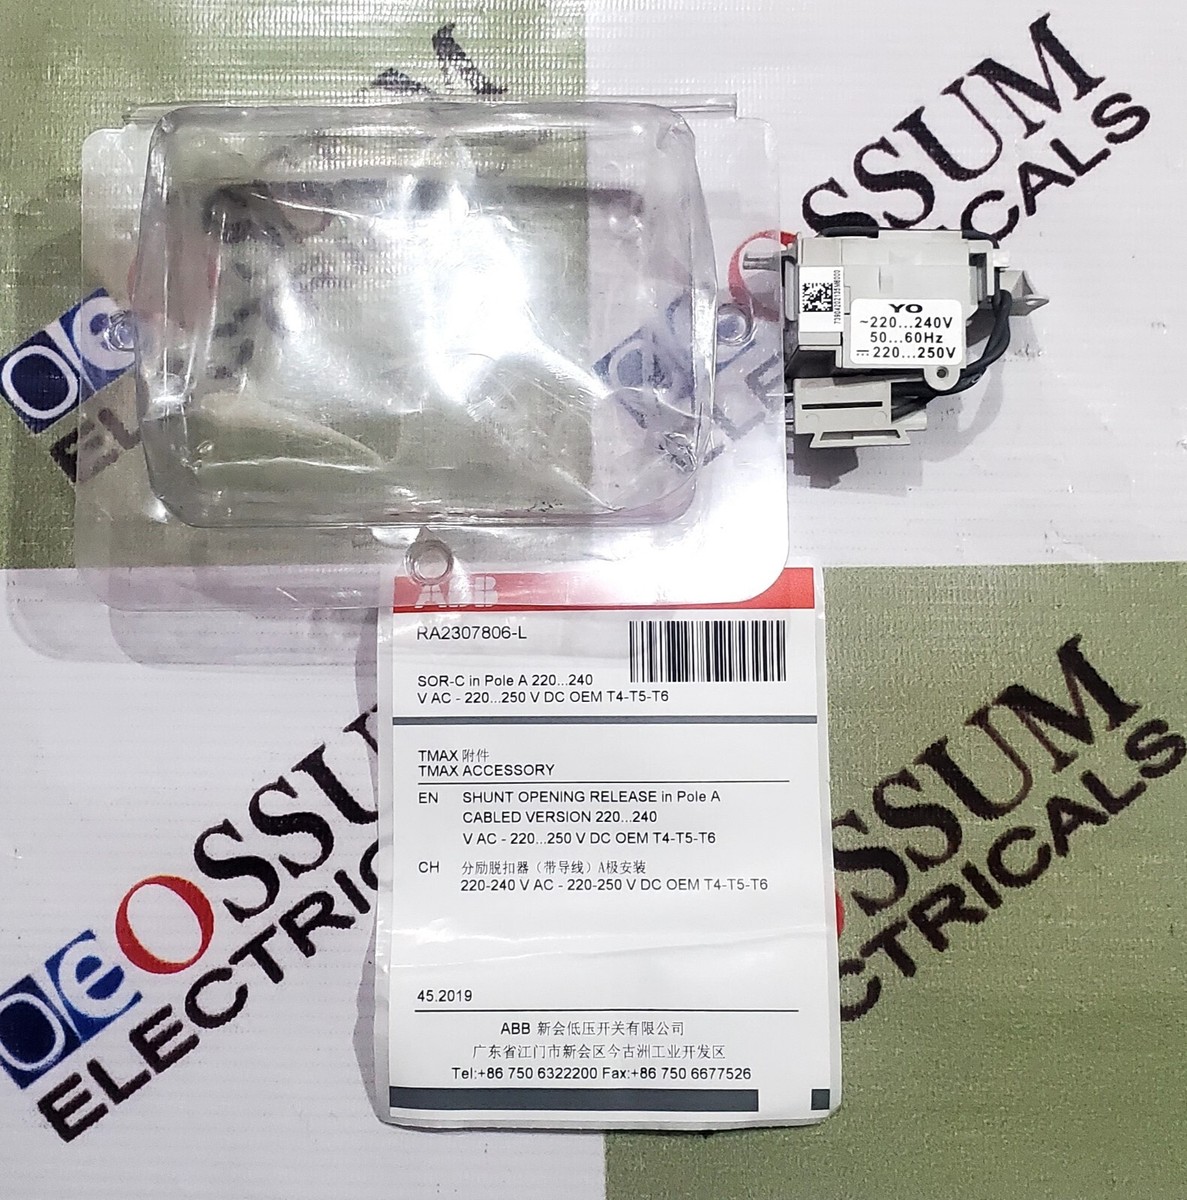 OSSUM
ELECTRICALS
oe
YO
~220...240V
50...60Hz
⎓220...250V
ABB
RA2307806-L
SOR-C in Pole A 220...240
V AC - 220...250 V DC OEM T4-T5-T6
TMAX 附件
TMAX ACCESSORY
EN SHUNT OPENING RELEASE in Pole A
CABLED VERSION 220...240
V AC - 220...250 V DC OEM T4-T5-T6
CH 分励脱扣器（带导线）A极安装
220-240 V AC - 220-250 V DC OEM T4-T5-T6
45.2019
ABB 新会低压开关有限公司
广东省江门市新会区今古洲工业开发区
Tel:+86 750 6322200 Fax:+86 750 6677526
oe OSSUM
ELECTRICALS
OSSUM
ELECTRICALS